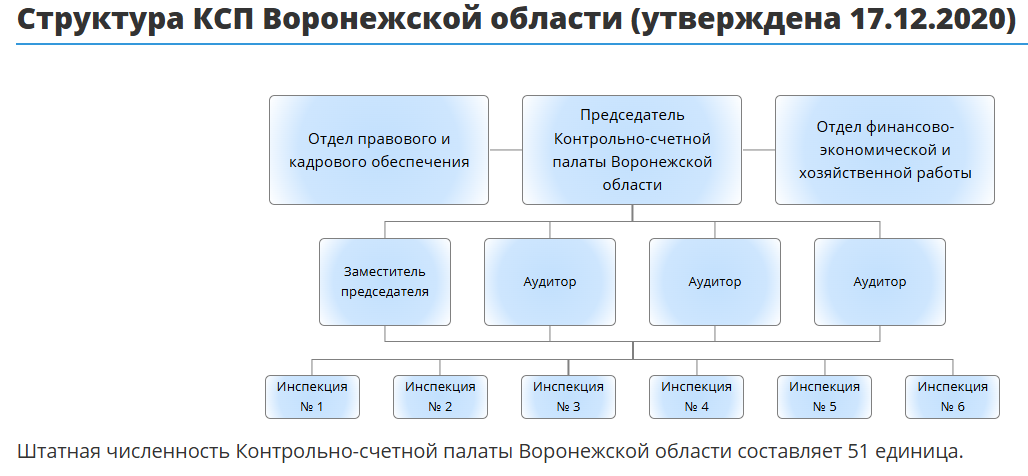 Структура КСП Воронежской области (утверждена 17.12.2020)
Отдел правового и
кадрового обеспечения
Председатель
Контрольно-счетной
палаты Воронежской
области
Отдел финансово-
экономической и
хозяйственной работы
Заместитель
председателя
Аудитор
Аудитор
Аудитор
Инспекция
№ 1
Инспекция
№ 2
Инспекция
№ 3
Инспекция
№ 4
Инспекция
№ 5
Инспекция
№ 6
Штатная численность Контрольно-счетной палаты Воронежской области составляет 51 единица.